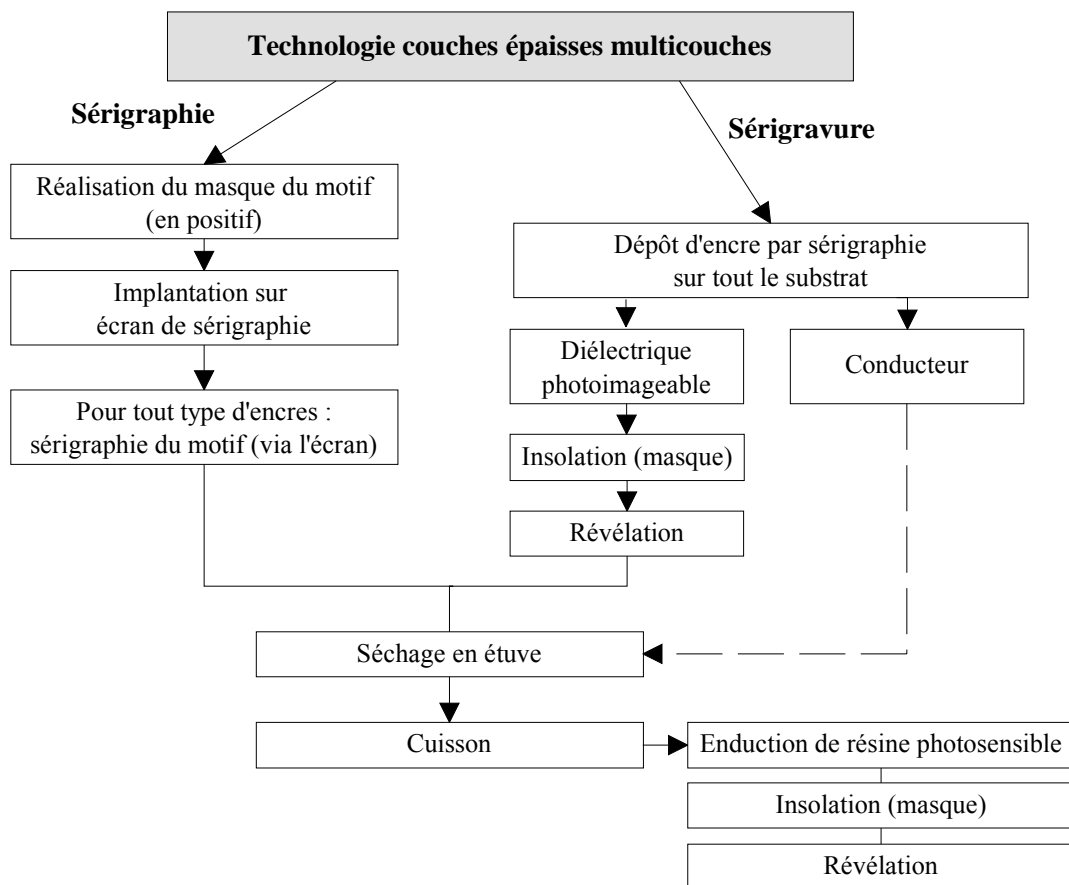 Technologie couches épaisses multicouches
Sérigraphie
Sérigravure
Réalisation du masque du motif
(en positif)
Implantation sur
écran de sérigraphie
Pour tout type d'encres :
sérigraphie du motif (via l'écran)
Dépôt d'encre par sérigraphie
sur tout le substrat
Diélectrique
photoimageable
Conducteur
Insolation (masque)
Révélation
Séchage en étuve
Cuisson
Enduction de résine photosensible
Insolation (masque)
Révélation